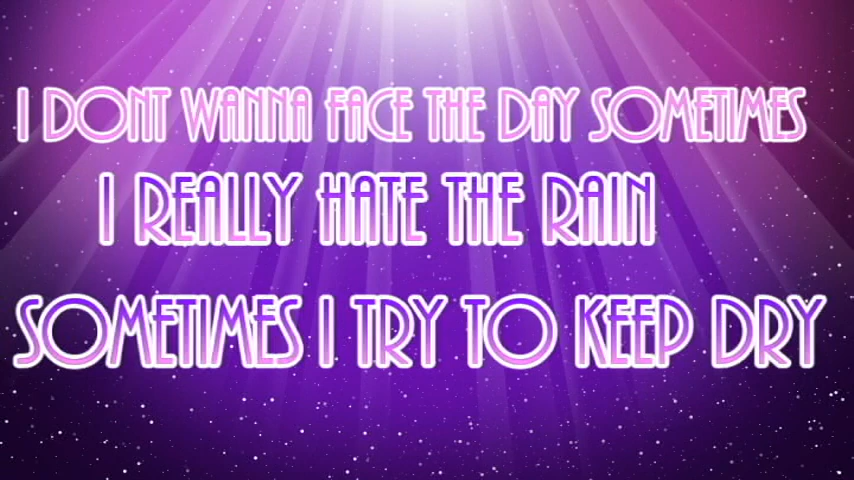 I DONT WANNA FACE THE DAY SOMETIMES
I REALLY HATE THE RAIN
SOMETIMES I TRY TO KEEP DRY